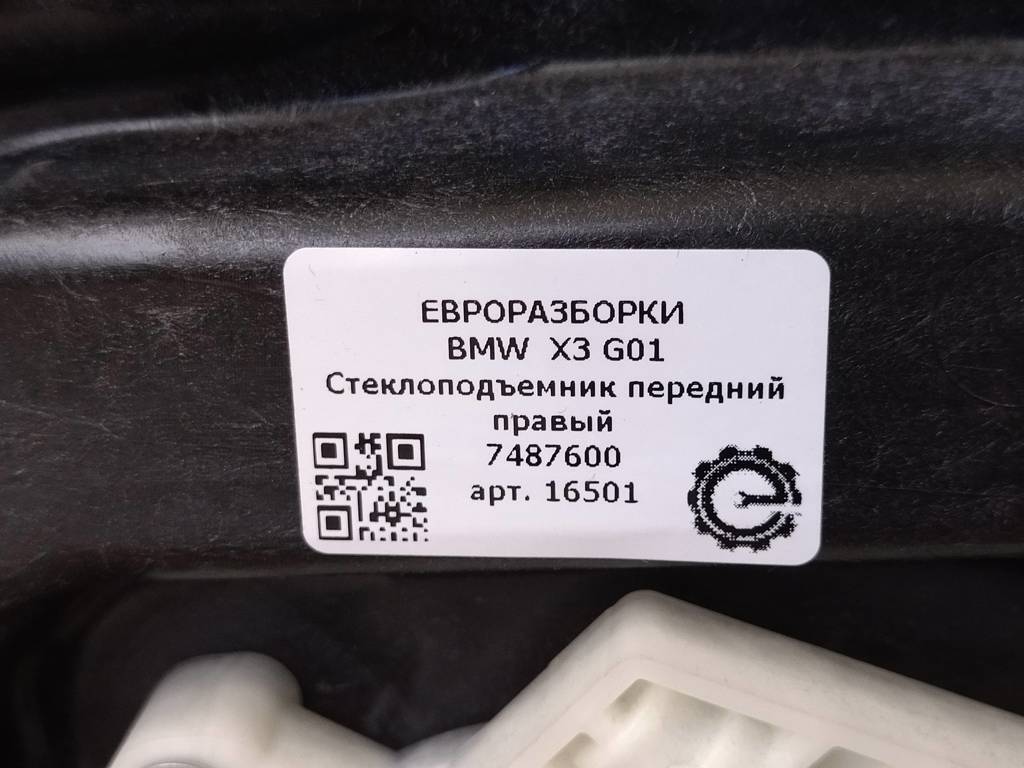 ЕВРОРАЗБОРКИ
BMW X3 G01
Стеклоподъемник передний
правый
7487600
арт. 16501